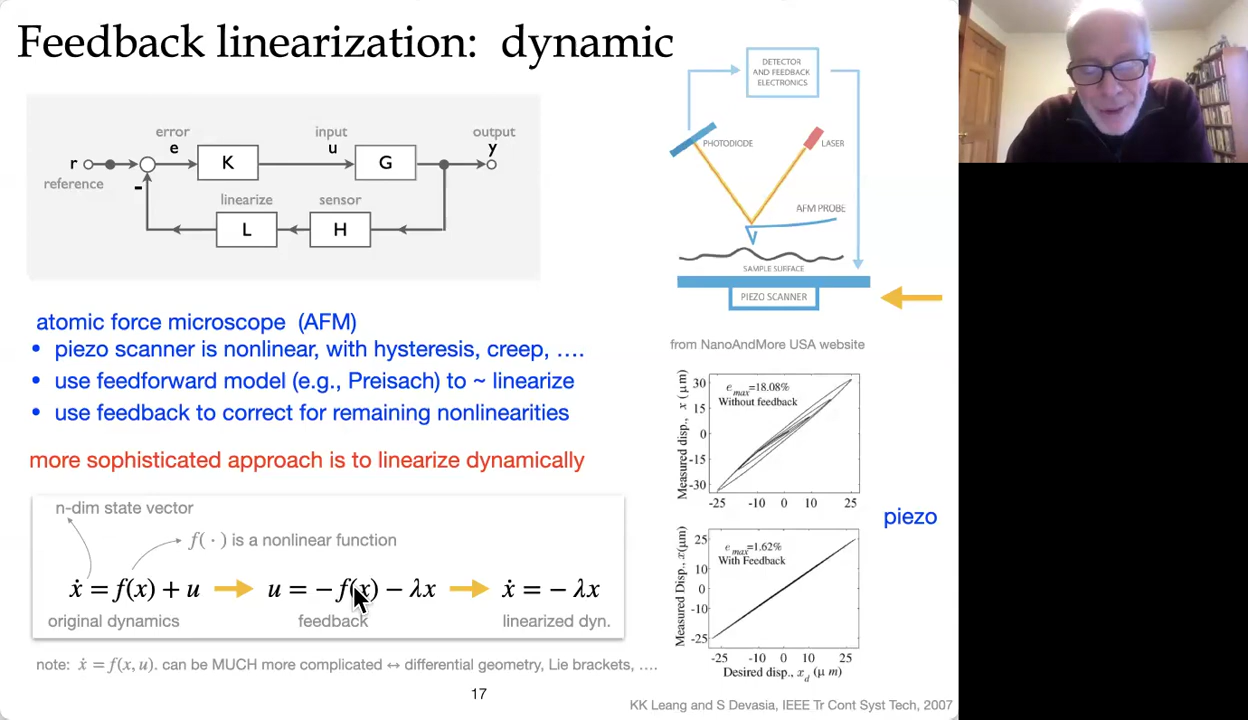 Feedback linearization: dynamic
error
e
input
u
output
y
r
reference
K
G
-
linearize
sensor
L
H
DETECTOR
AND FEEDBACK
ELECTRONICS
PHOTODIODE
LASER
AFM PROBE
SAMPLE SURFACE
PIEZO SCANNER
from NanoAndMore USA website
atomic force microscope (AFM)
• piezo scanner is nonlinear, with hysteresis, creep, ….
• use feedforward model (e.g., Preisach) to ~ linearize
• use feedback to correct for remaining nonlinearities
more sophisticated approach is to linearize dynamically
n-dim state vector
f( · ) is a nonlinear function
ẋ = f(x) + u
u = − f(x) − λx
ẋ = − λx
original dynamics
feedback
linearized dyn.
note: ẋ = f(x, u). can be MUCH more complicated ↔ differential geometry, Lie brackets, ….
17
Measured disp., x (μm)
30
15
0
-15
-30
e max=18.08%
Without feedback
-25 -10 0 10 25
piezo
Measured Disp., x(μm)
25
10
0
-10
-25
e max=1.62%
With Feedback
-25 -10 0 10 25
Desired disp., x d (μ m)
KK Leang and S Devasia, IEEE Tr Cont Syst Tech, 2007